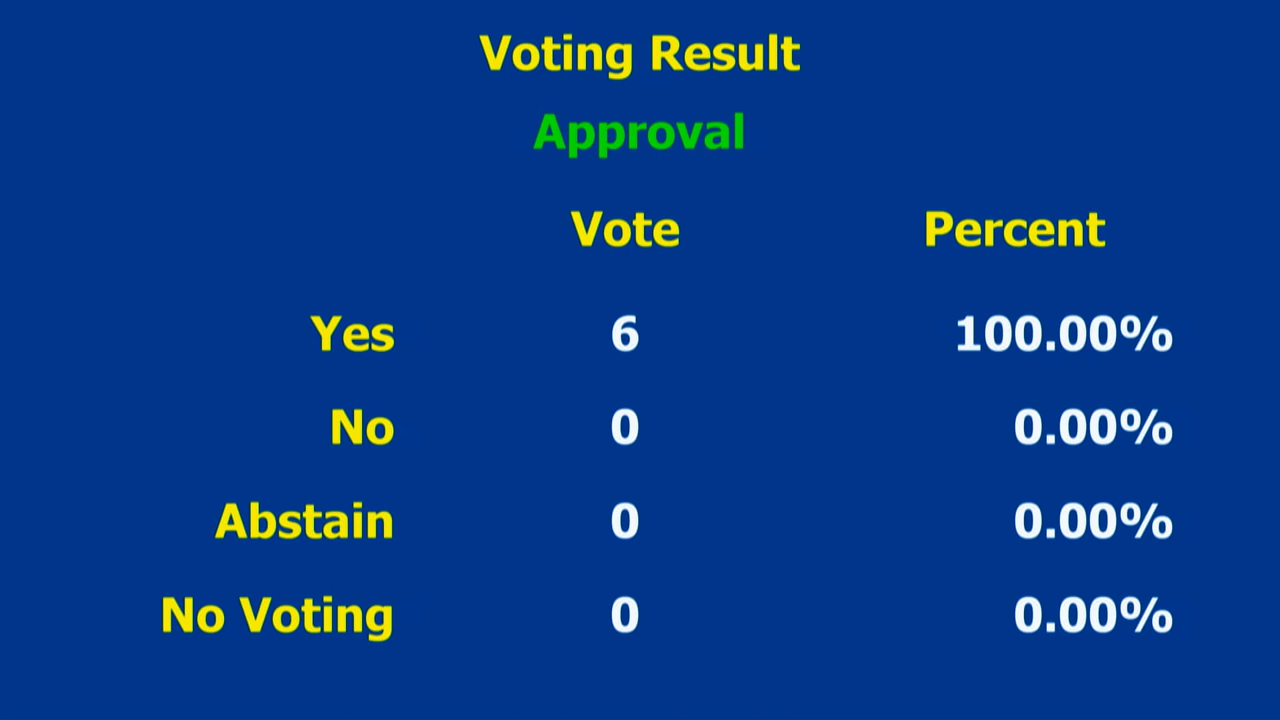 Voting Result
Approval
Vote Percent
Yes 6 100.00%
No 0 0.00%
Abstain 0 0.00%
No Voting 0 0.00%